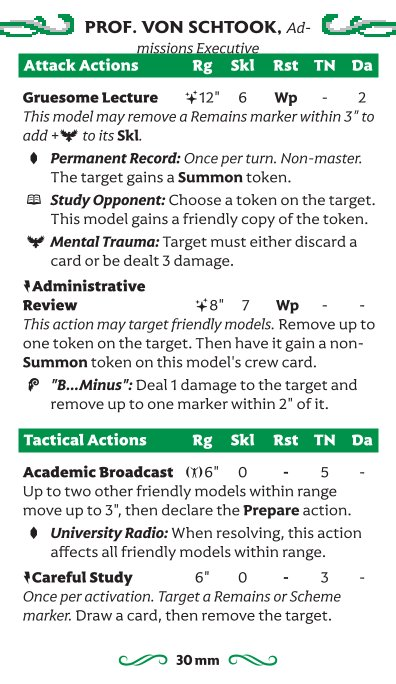 PROF. VON SCHTOOK, Ad-
missions Executive
Attack Actions Rg Skl Rst TN Da
Gruesome Lecture 12" 6 Wp - 2
This model may remove a Remains marker within 3" to
add + to its Skl.
Permanent Record: Once per turn. Non-master.
The target gains a Summon token.
Study Opponent: Choose a token on the target.
This model gains a friendly copy of the token.
Mental Trauma: Target must either discard a
card or be dealt 3 damage.
Administrative
Review 8" 7 Wp - -
This action may target friendly models. Remove up to
one token on the target. Then have it gain a non-
Summon token on this model's crew card.
"B...Minus": Deal 1 damage to the target and
remove up to one marker within 2" of it.
Tactical Actions Rg Skl Rst TN Da
Academic Broadcast 6" 0 - 5 -
Up to two other friendly models within range
move up to 3", then declare the Prepare action.
University Radio: When resolving, this action
affects all friendly models within range.
Careful Study 6" 0 - 3 -
Once per activation. Target a Remains or Scheme
marker. Draw a card, then remove the target.
30 mm